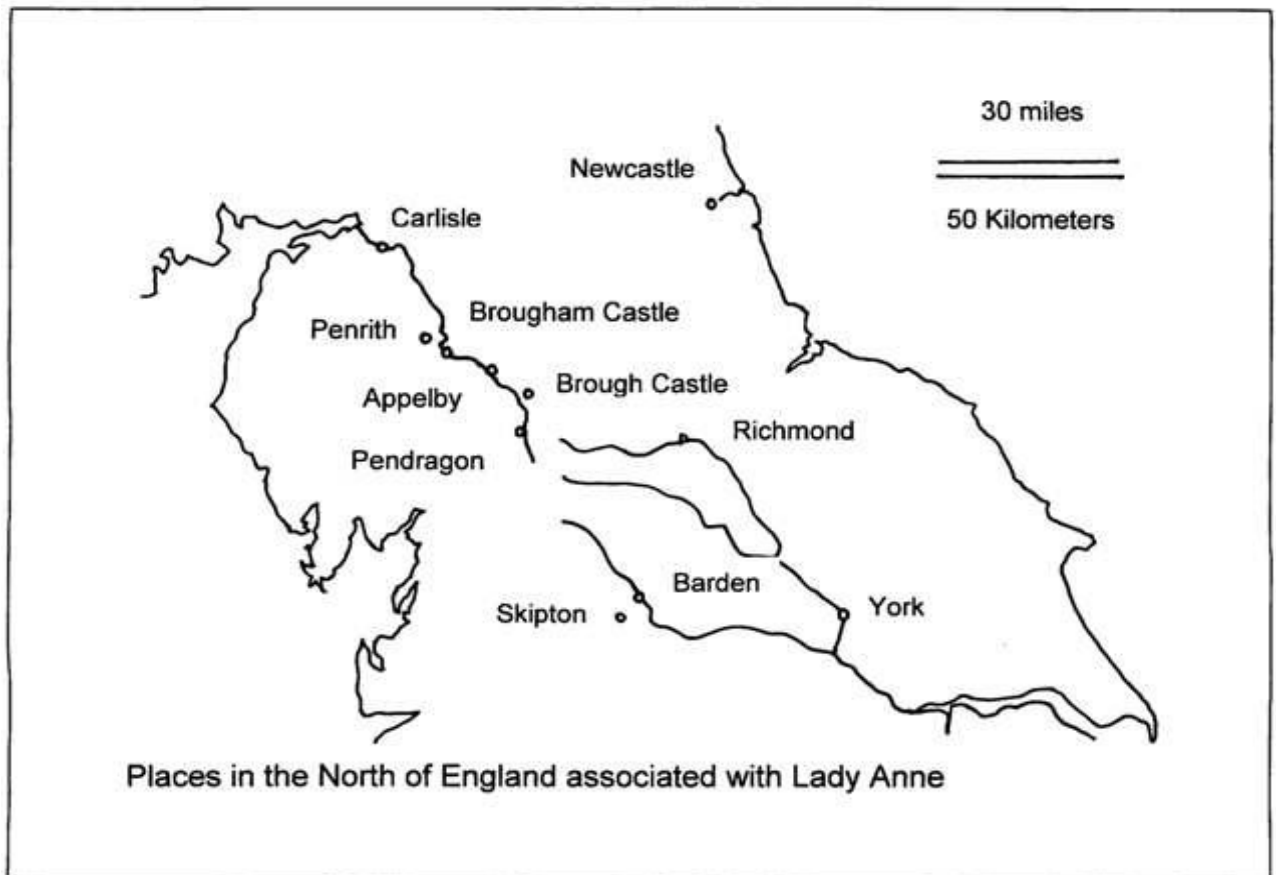 30 miles
50 Kilometers
Newcastle
Carlisle
Brougham Castle
Penrith
Appelby
Brough Castle
Pendragon
Richmond
Barden
Skipton
York
Places in the North of England associated with Lady Anne